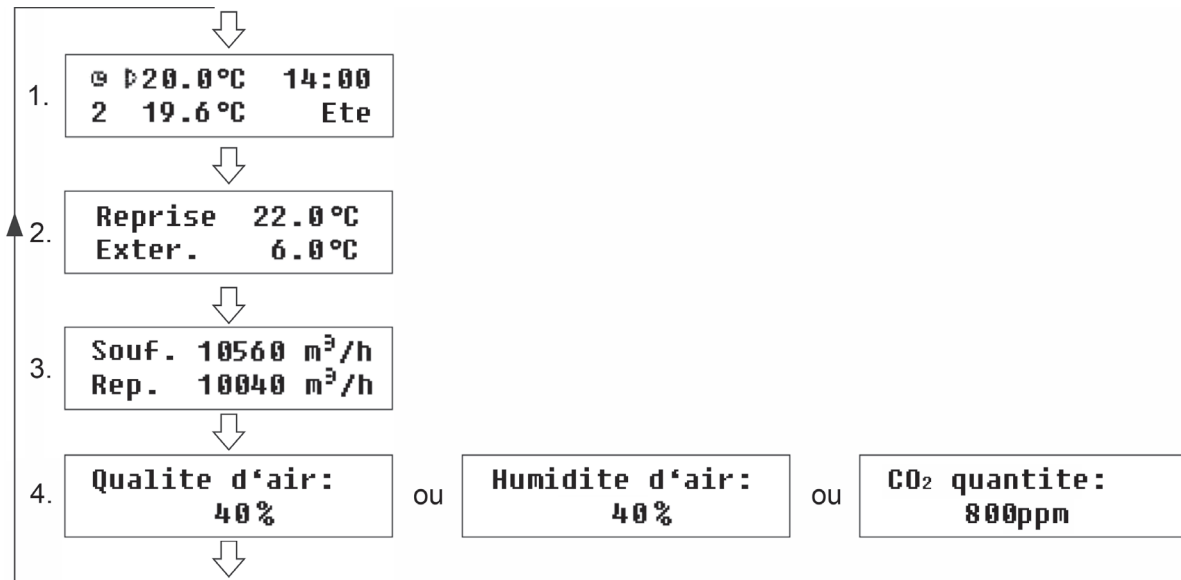 1.
◷ ▷20.0°C 14:00
2 19.6°C Ete
2.
Reprise 22.0°C
Exter. 6.0°C
3.
Souf. 10560 m³/h
Rep. 10040 m³/h
4.
Qualite d‘air:
40%
ou
Humidite d‘air:
40%
ou
CO₂ quantite:
800ppm